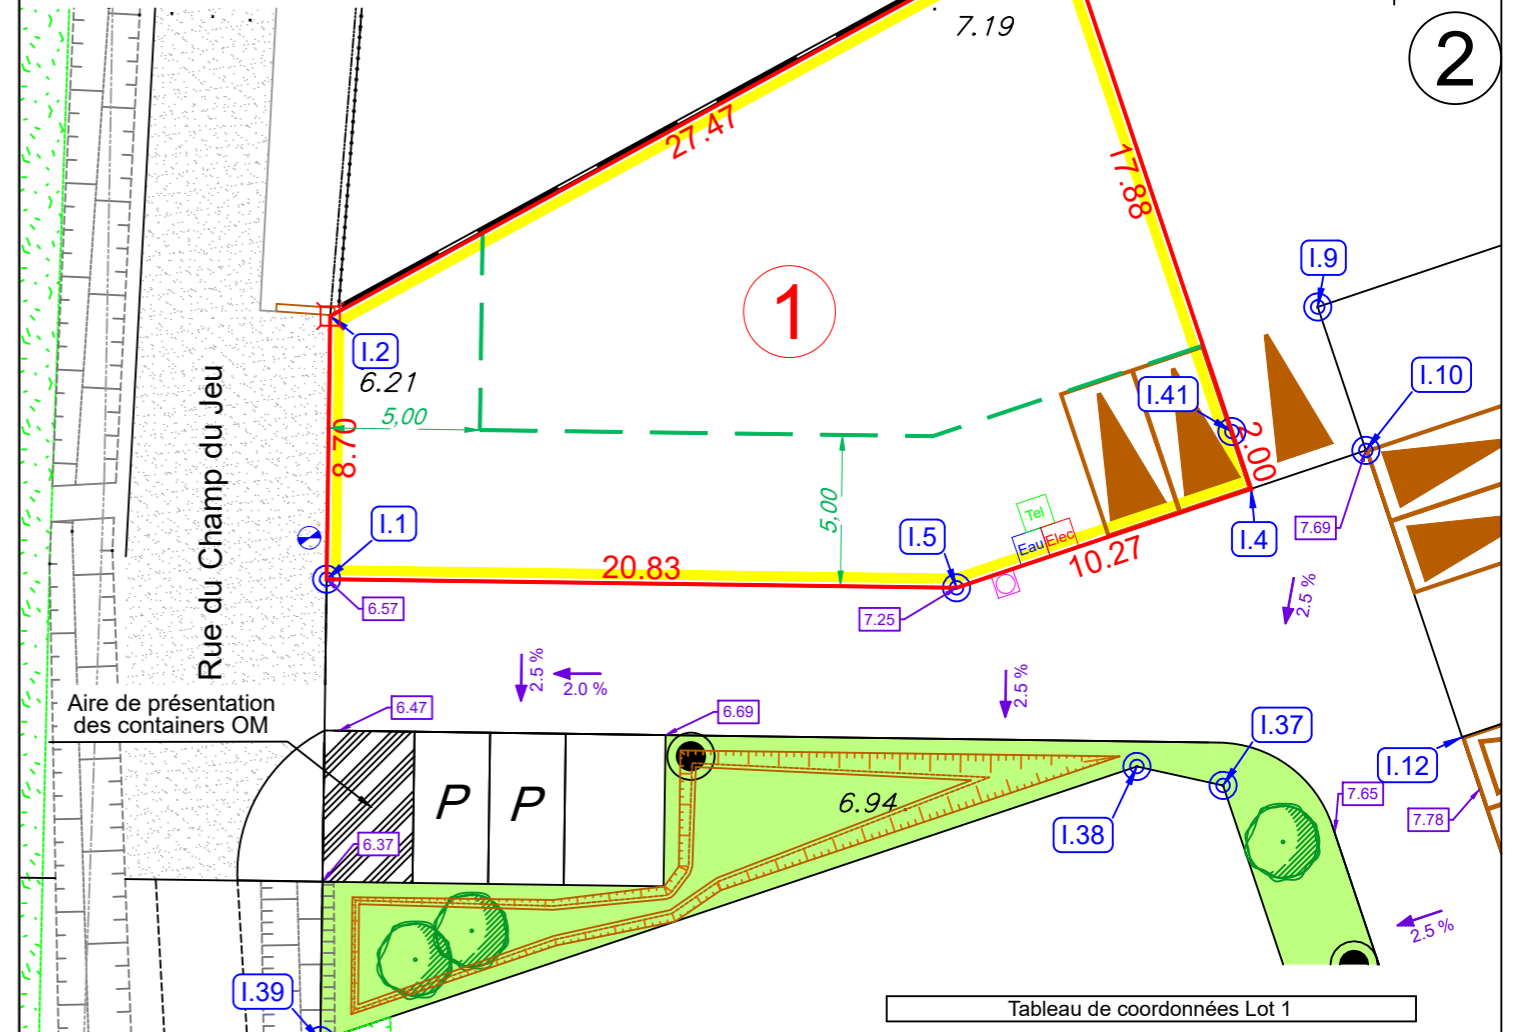 7.19
2
27.47
17.88
1
I.9
I.2
6.21
I.10
I.41
5,00
8.70
2.00
Rue du Champ du Jeu
5,00
Tel
Eau
Elec
I.1
I.5
I.4
7.69
20.83
10.27
6.57
7.25
2.5 %
2.5 %
2.0 %
2.5 %
Aire de présentation
des containers OM
6.47
6.69
I.37
I.12
P
P
6.94
7.65
7.78
I.38
6.37
2.5 %
I.39
Tableau de coordonnées Lot 1